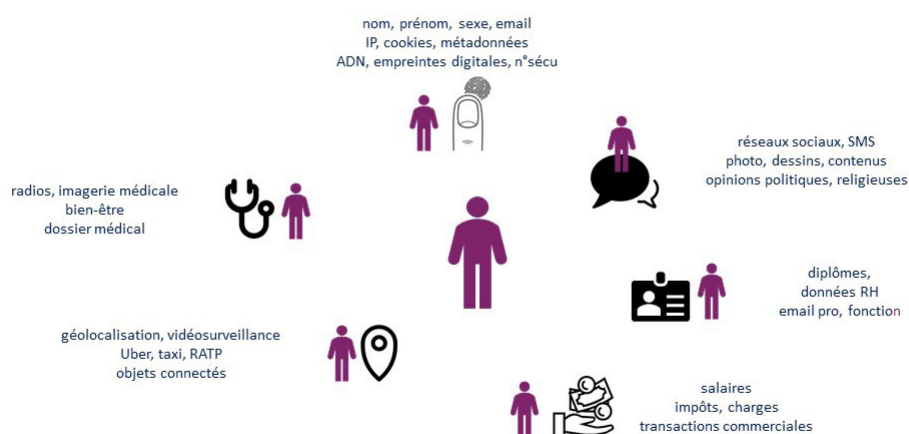 nom, prénom, sexe, email
IP, cookies, métadonnées
ADN, empreintes digitales, n°sécu
réseaux sociaux, SMS
photo, dessins, contenus
opinions politiques, religieuses
radios, imagerie médicale
bien-être
dossier médical
diplômes,
données RH
email pro, fonction
géolocalisation, vidéosurveillance
Uber, taxi, RATP
objets connectés
salaires
impôts, charges
transactions commerciales